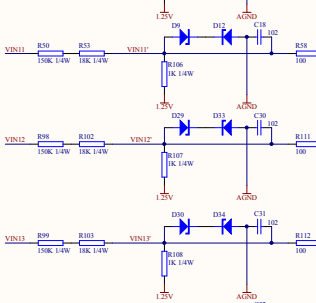 1.25V AGND
D9 D12 C18
102
VIN11 R50 R53 VIN11' R58
150K 1/4W 18K 1/4W 100
R106
1K 1/4W
1.25V AGND
D29 D33 C30
102
VIN12 R98 R102 VIN12' R111
150K 1/4W 18K 1/4W 100
R107
1K 1/4W
1.25V AGND
D30 D34 C31
102
VIN13 R99 R103 VIN13' R112
150K 1/4W 18K 1/4W 100
R108
1K 1/4W
1.25V AGND